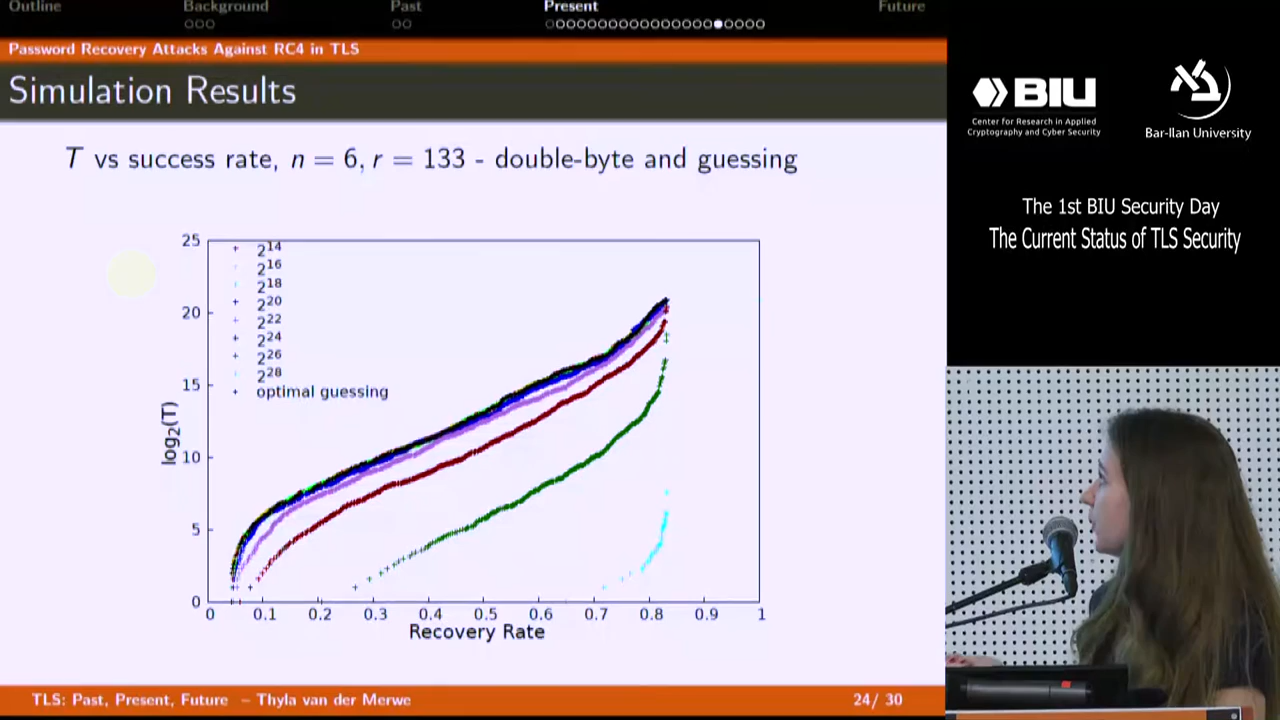 Outline
Background
Past
Present
Future
Password Recovery Attacks Against RC4 in TLS
Simulation Results
T vs success rate, n = 6, r = 133 - double-byte and guessing
25
20
15
10
5
0
log2(T)
2^14
2^16
2^18
2^20
2^22
2^24
2^26
2^28
optimal guessing
0 0.1 0.2 0.3 0.4 0.5 0.6 0.7 0.8 0.9 1
Recovery Rate
TLS: Past, Present, Future – Thyla van der Merwe
24/ 30
BIU
Center for Research in Applied
Cryptography and Cyber Security
Bar-Ilan University
The 1st BIU Security Day
The Current Status of TLS Security